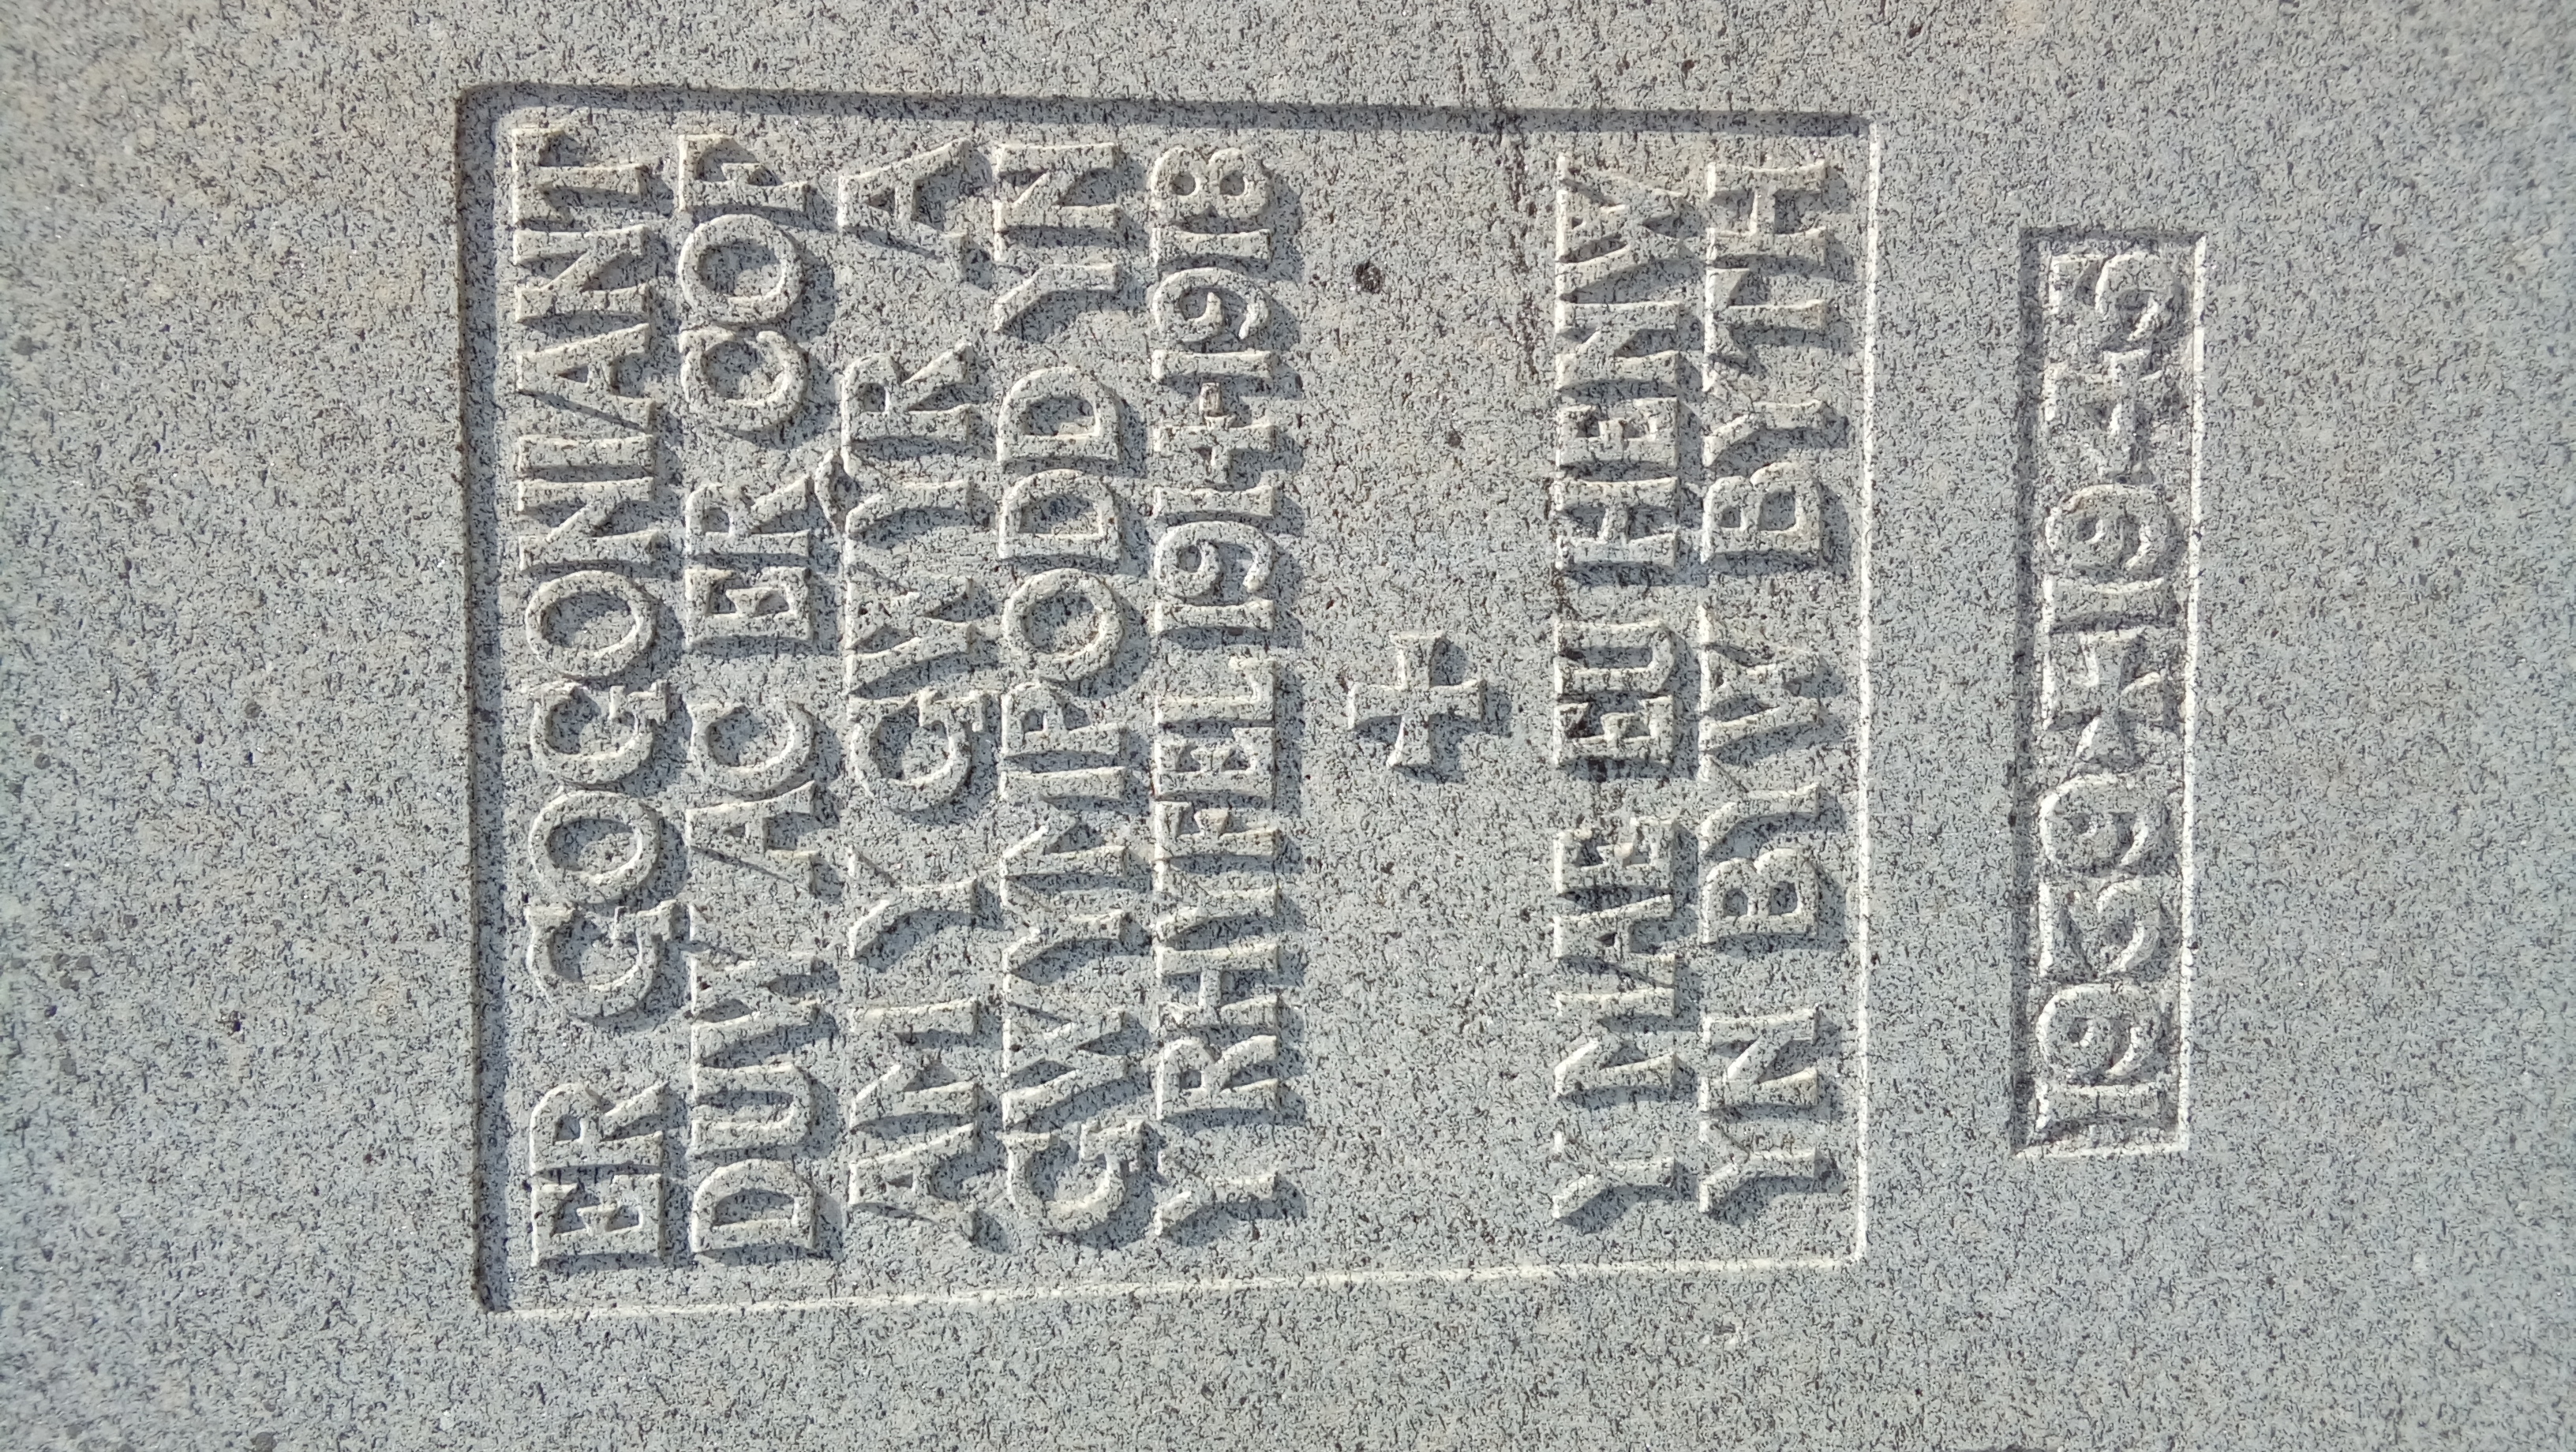 ER GOGONIANT
DUW, AC ER COF
AM Y GWŶR A
GWYMPODD YN
Y RHYFEL 1914+1918
+
Y MAE EU HENW
YN BYW BYTH
1939+1945